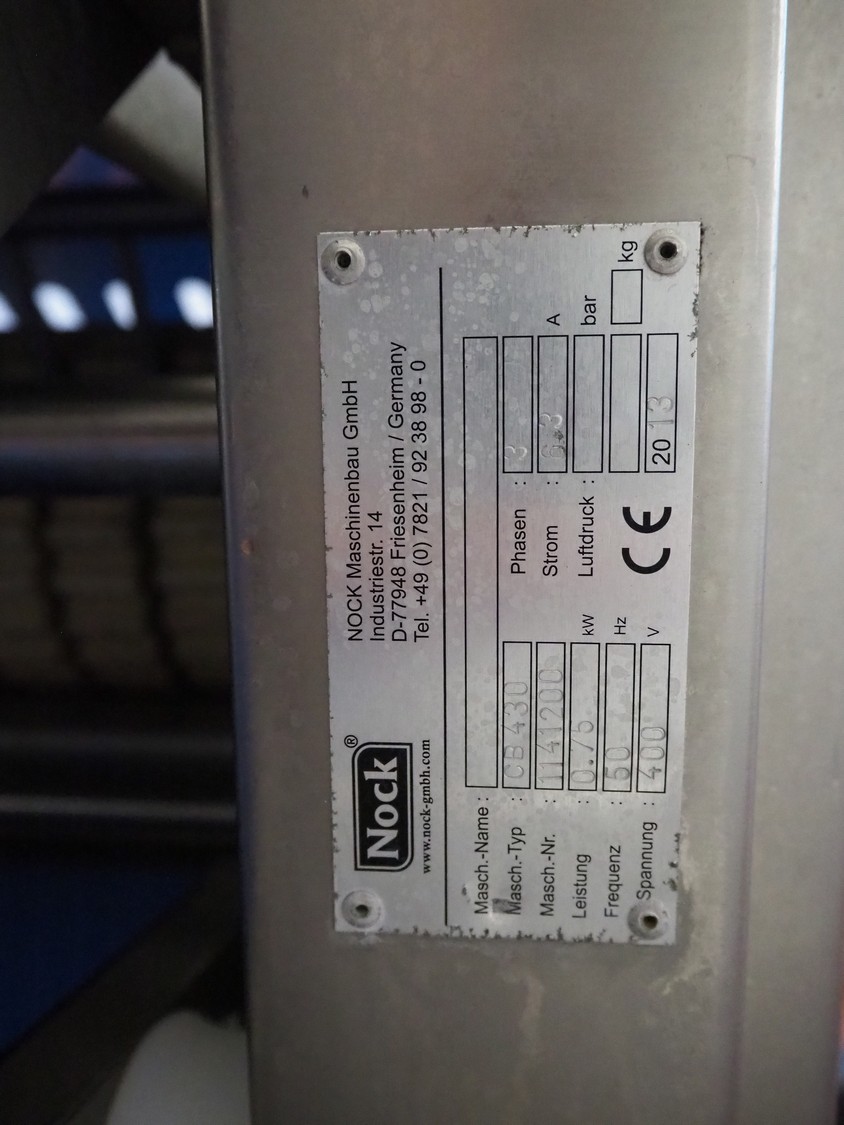 Nock®
www.nock-gmbh.com
NOCK Maschinenbau GmbH
Industriestr. 14
D-77948 Friesenheim / Germany
Tel. +49 (0) 7821 / 92 38 98 - 0
Masch.-Name :
Masch.-Typ : CB 430 Phasen : 3
Masch.-Nr. : 1141200 Strom : 6.3 A
Leistung : 0.75 kW Luftdruck : bar
Frequenz : 50 Hz kg
Spannung : 400 V CE 2013